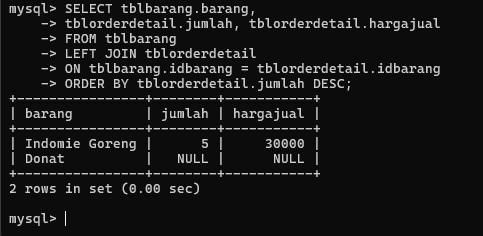 mysql> SELECT tblbarang.barang,
    -> tblorderdetail.jumlah, tblorderdetail.hargajual
    -> FROM tblbarang
    -> LEFT JOIN tblorderdetail
    -> ON tblbarang.idbarang = tblorderdetail.idbarang
    -> ORDER BY tblorderdetail.jumlah DESC;
+----------------+--------+-----------+
| barang         | jumlah | hargajual |
+----------------+--------+-----------+
| Indomie Goreng |      5 |     30000 |
| Donat          |   NULL |      NULL |
+----------------+--------+-----------+
2 rows in set (0.00 sec)
mysql>